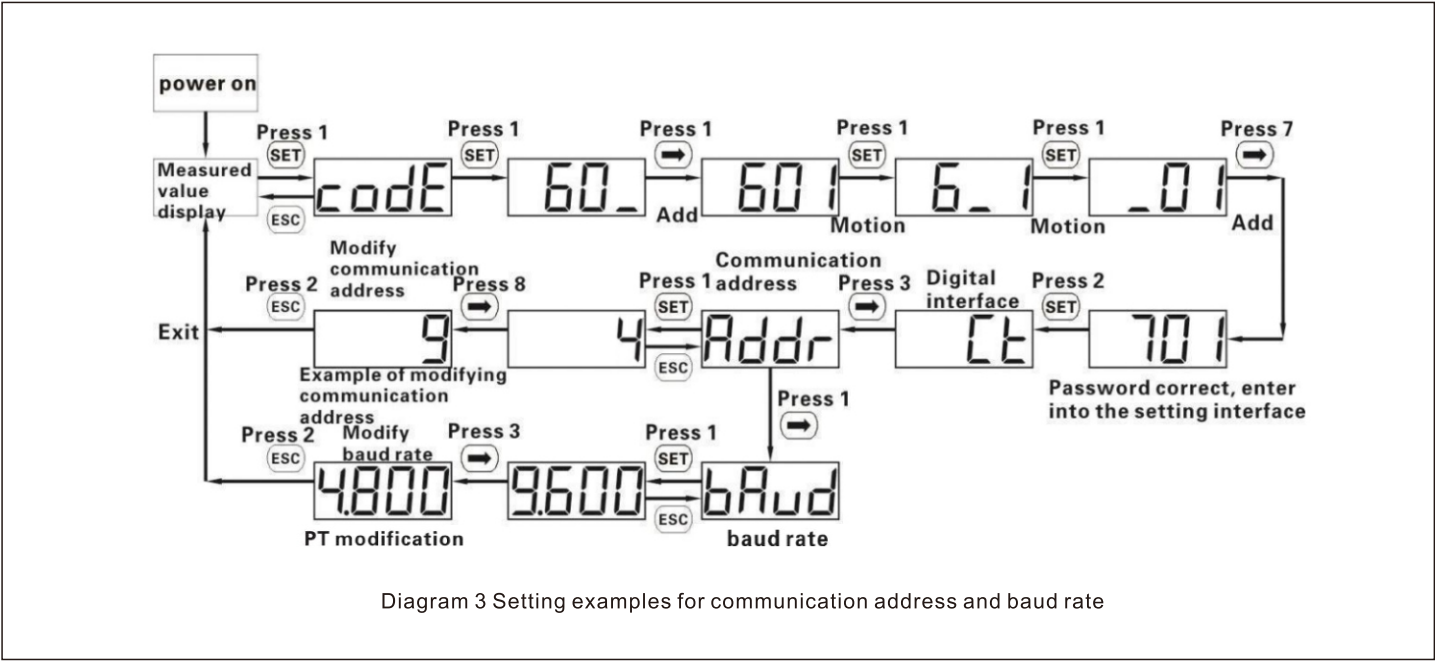 power on
Press 1
SET
Press 1
SET
Press 1
Press 1
SET
Press 1
SET
Press 7
Measured
value
display
ESC
codE
60_
Add
601
Motion
6_1
Motion
_01
Add
Modify
communication
address
Press 2
ESC
Press 8
Press 1
SET
Communication
address
Press 3
Digital
interface
Press 2
SET
Exit
9
4
ESC
Addr
Ct
701
Example of modifying
communication
address
Press 1
Password correct, enter
into the setting interface
Press 2
ESC
Modify
baud rate
Press 3
Press 1
SET
4.800
9.600
ESC
bAud
PT modification
baud rate
Diagram 3 Setting examples for communication address and baud rate